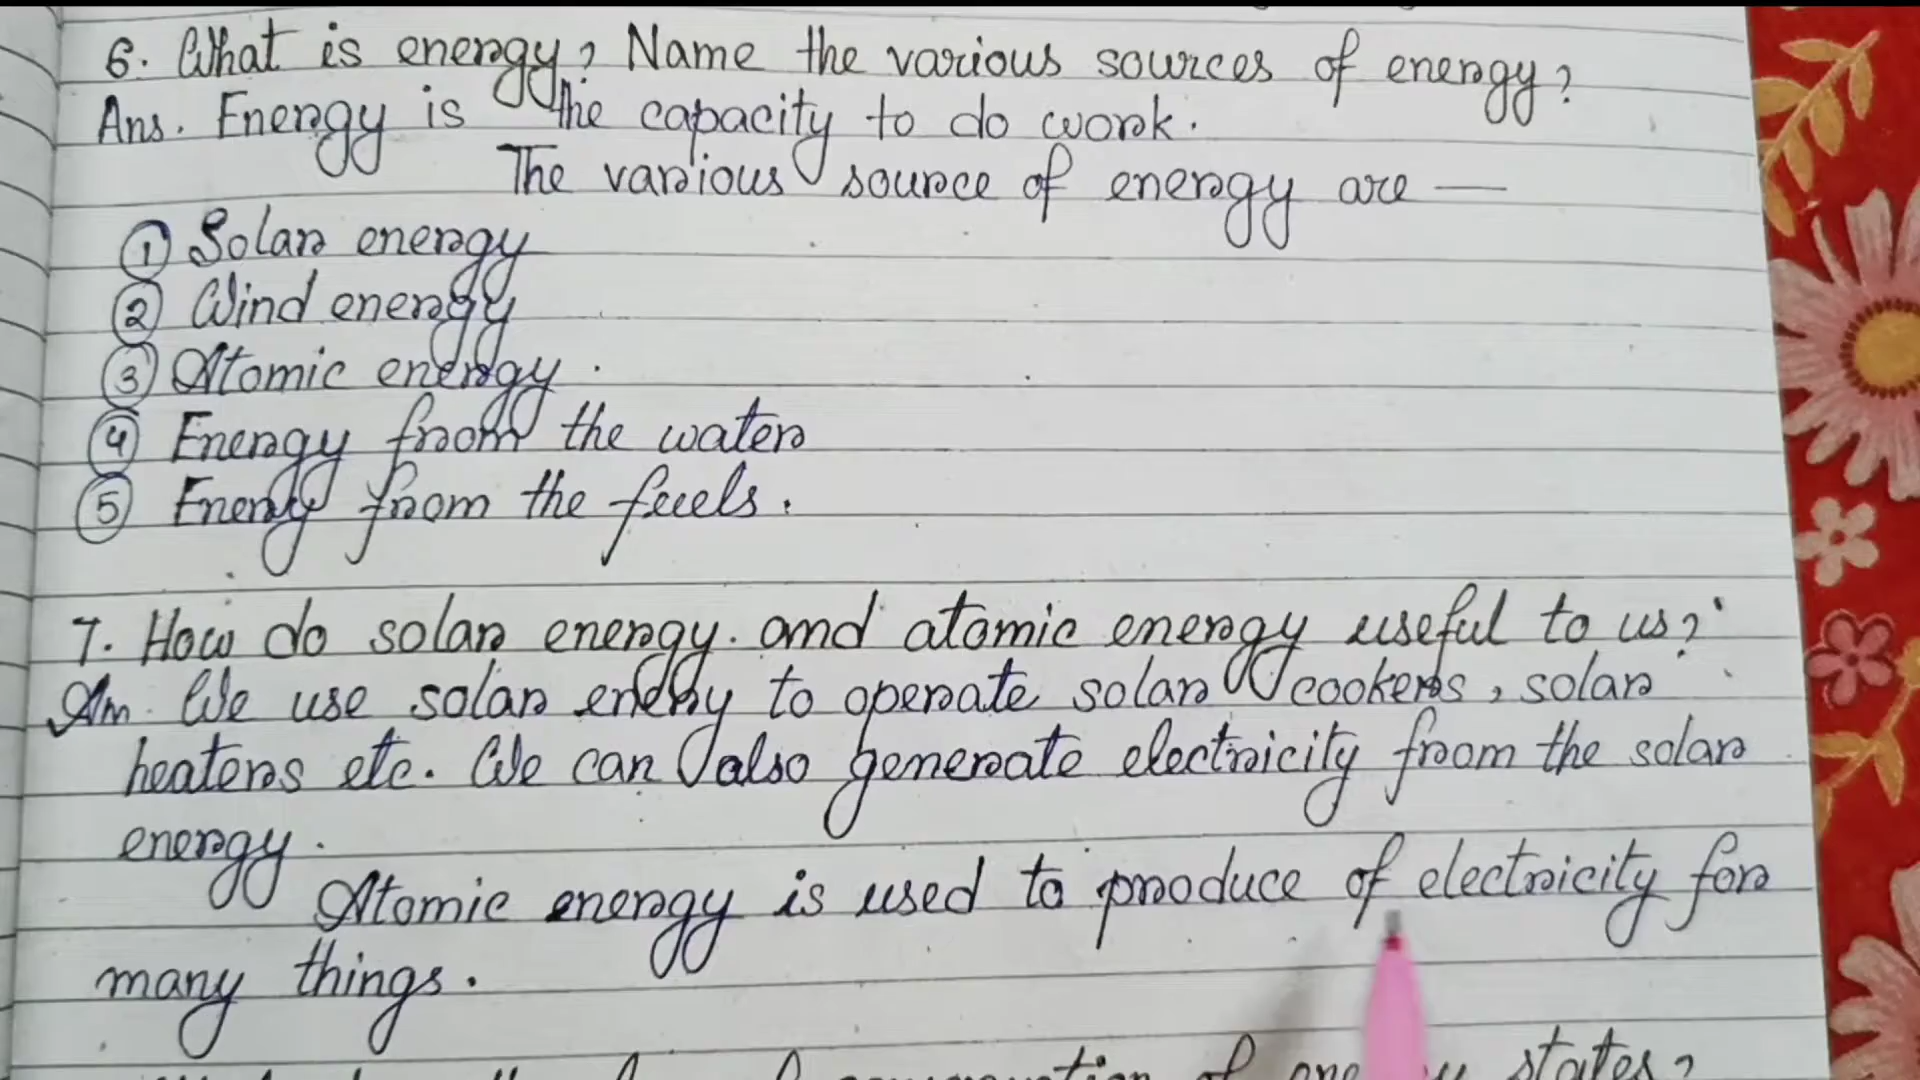 6. What is energy? Name the various sources of energy?
Ans. Energy is the capacity to do work.
The various source of energy are —
① Solar energy
② Wind energy
③ Atomic energy.
④ Energy from the water
⑤ Energy from the fuels.
7. How do solar energy. and atomic energy useful to us?
An. We use solar energy to operate solar cookers, solar
heaters etc. We can also generate electricity from the solar
energy.
Atomic energy is used to produce of electricity for
many things.
of energy states?